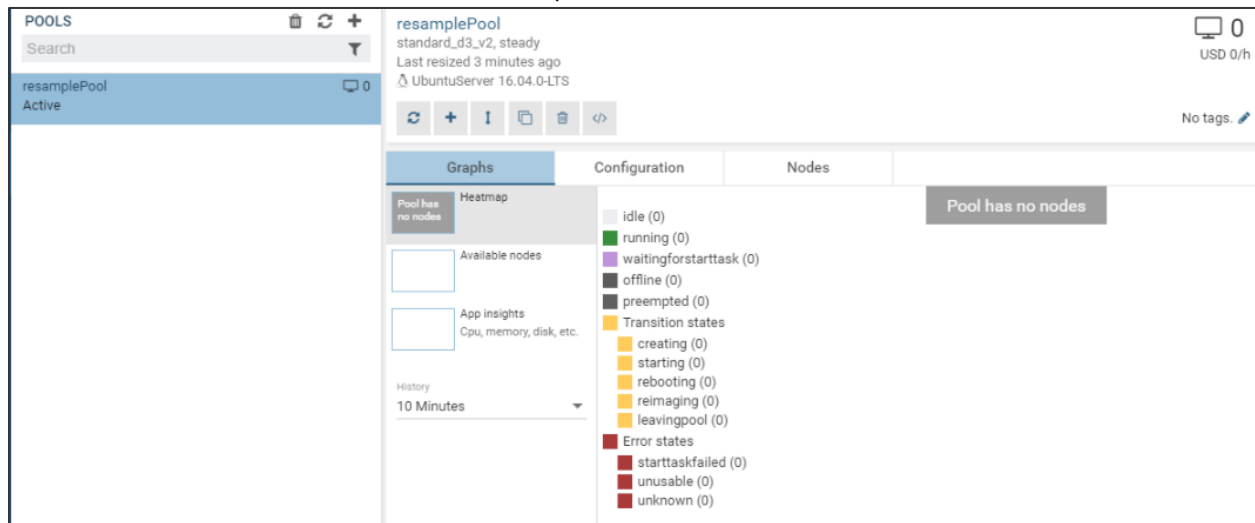 POOLS
Search
resamplePool
0
Active
resamplePool
standard_d3_v2, steady
Last resized 3 minutes ago
UbuntuServer 16.04.0-LTS
0
USD 0/h
No tags.
Graphs
Configuration
Nodes
Pool has
no nodes
Heatmap
Available nodes
App insights
Cpu, memory, disk, etc.
History
10 Minutes
idle (0)
running (0)
waitingforstarttask (0)
offline (0)
preempted (0)
Transition states
creating (0)
starting (0)
rebooting (0)
reimaging (0)
leavingpool (0)
Error states
starttaskfailed (0)
unusable (0)
unknown (0)
Pool has no nodes